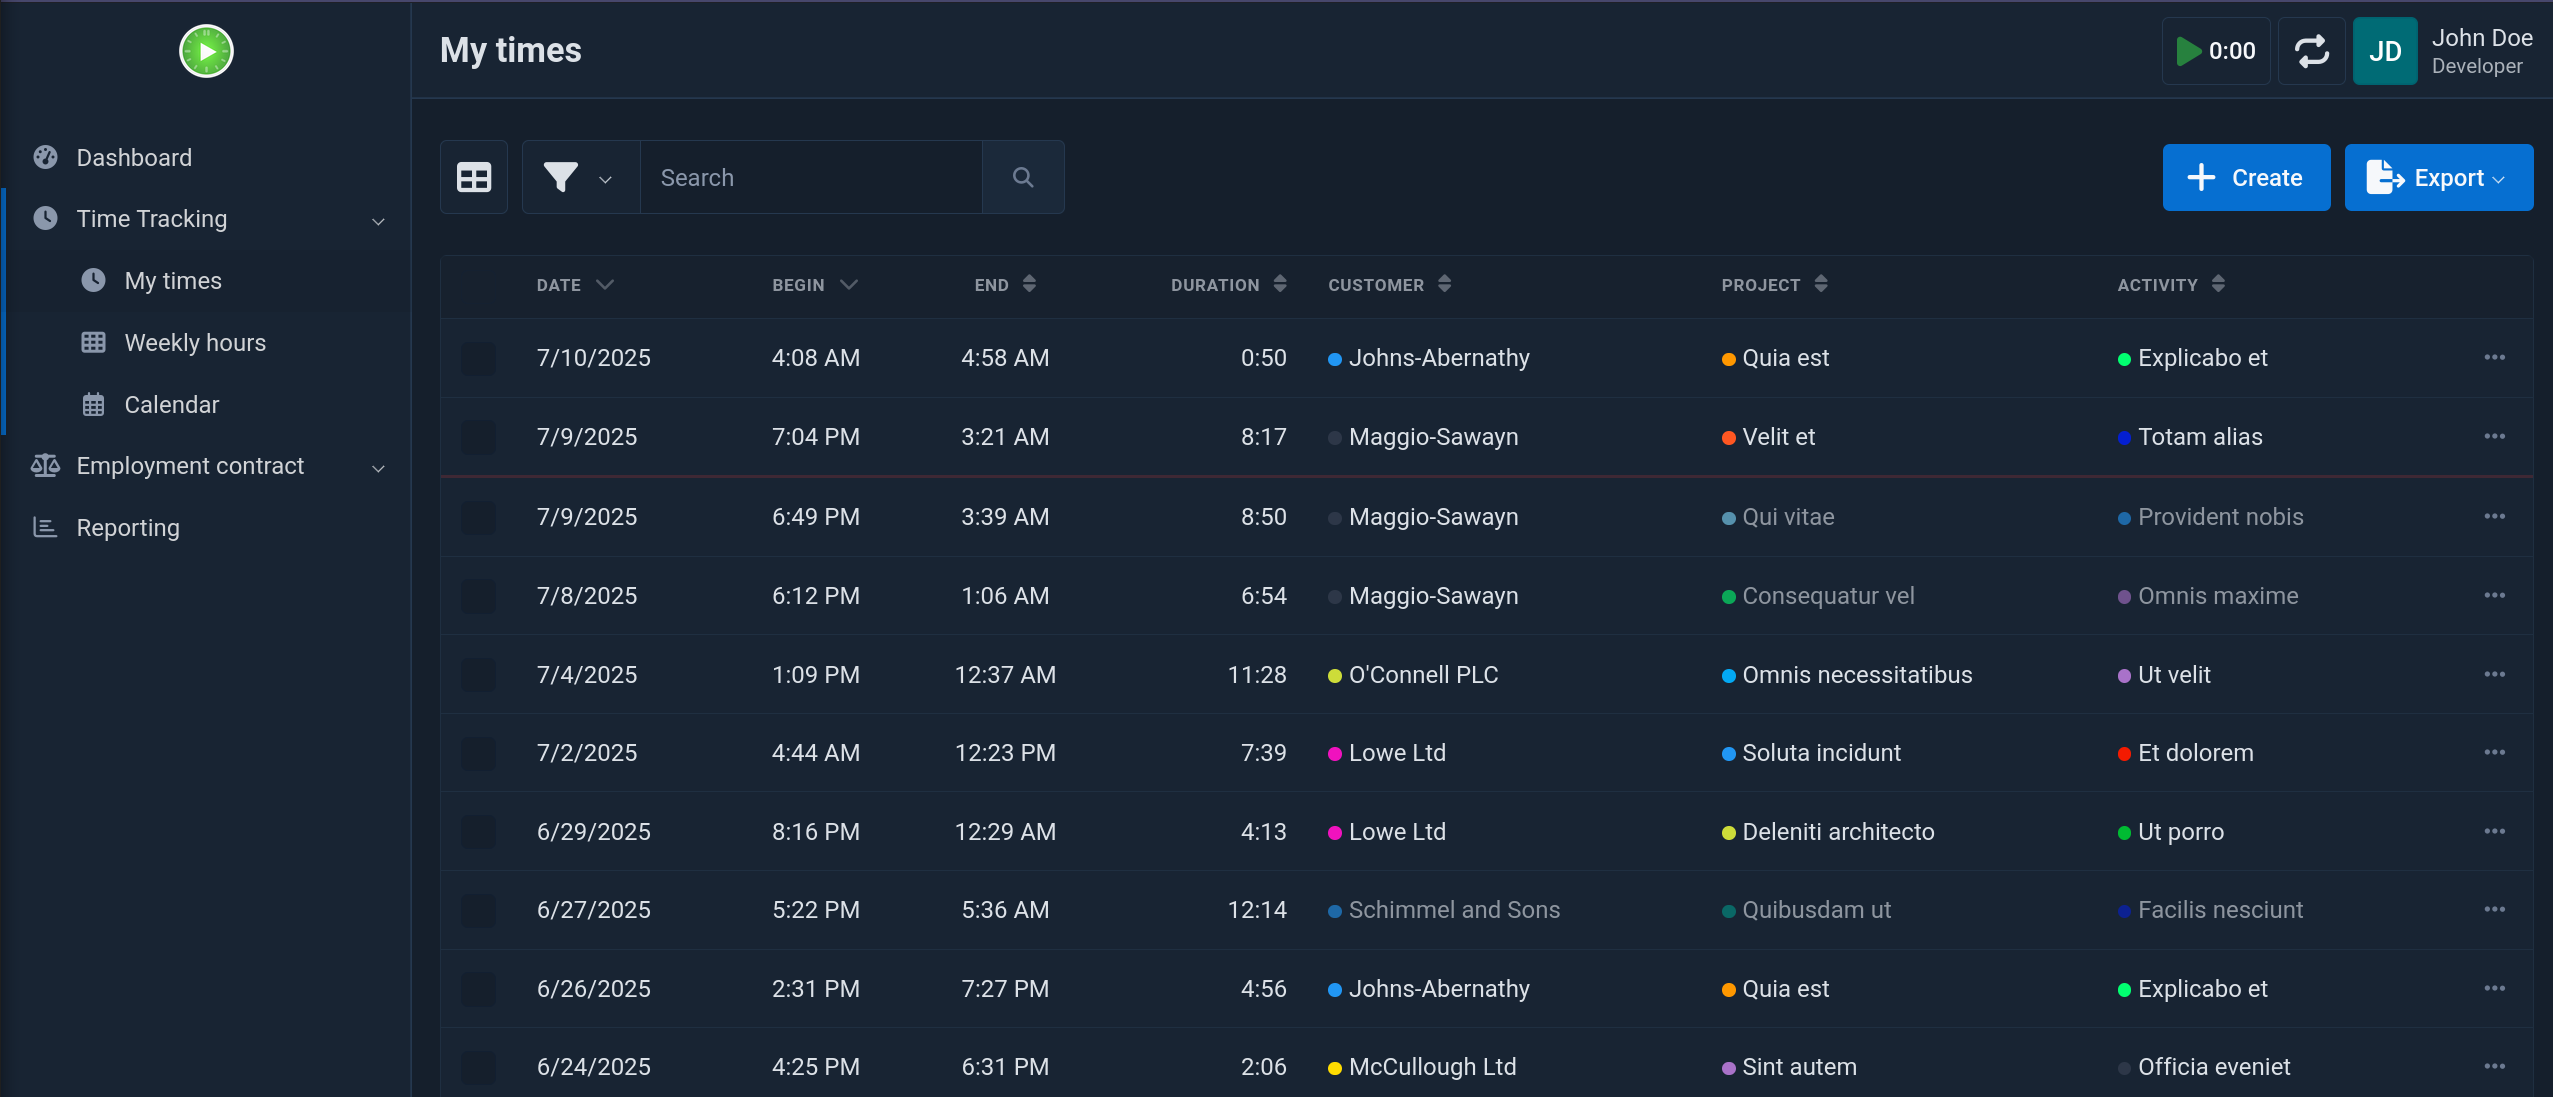 My times
0:00
JD
John Doe
Developer
Dashboard
Time Tracking
My times
Weekly hours
Calendar
Employment contract
Reporting
Search
Create
Export
DATE BEGIN END DURATION CUSTOMER PROJECT ACTIVITY
7/10/2025 4:08 AM 4:58 AM 0:50 Johns-Abernathy Quia est Explicabo et
7/9/2025 7:04 PM 3:21 AM 8:17 Maggio-Sawayn Velit et Totam alias
7/9/2025 6:49 PM 3:39 AM 8:50 Maggio-Sawayn Qui vitae Provident nobis
7/8/2025 6:12 PM 1:06 AM 6:54 Maggio-Sawayn Consequatur vel Omnis maxime
7/4/2025 1:09 PM 12:37 AM 11:28 O'Connell PLC Omnis necessitatibus Ut velit
7/2/2025 4:44 AM 12:23 PM 7:39 Lowe Ltd Soluta incidunt Et dolorem
6/29/2025 8:16 PM 12:29 AM 4:13 Lowe Ltd Deleniti architecto Ut porro
6/27/2025 5:22 PM 5:36 AM 12:14 Schimmel and Sons Quibusdam ut Facilis nesciunt
6/26/2025 2:31 PM 7:27 PM 4:56 Johns-Abernathy Quia est Explicabo et
6/24/2025 4:25 PM 6:31 PM 2:06 McCullough Ltd Sint autem Officia eveniet